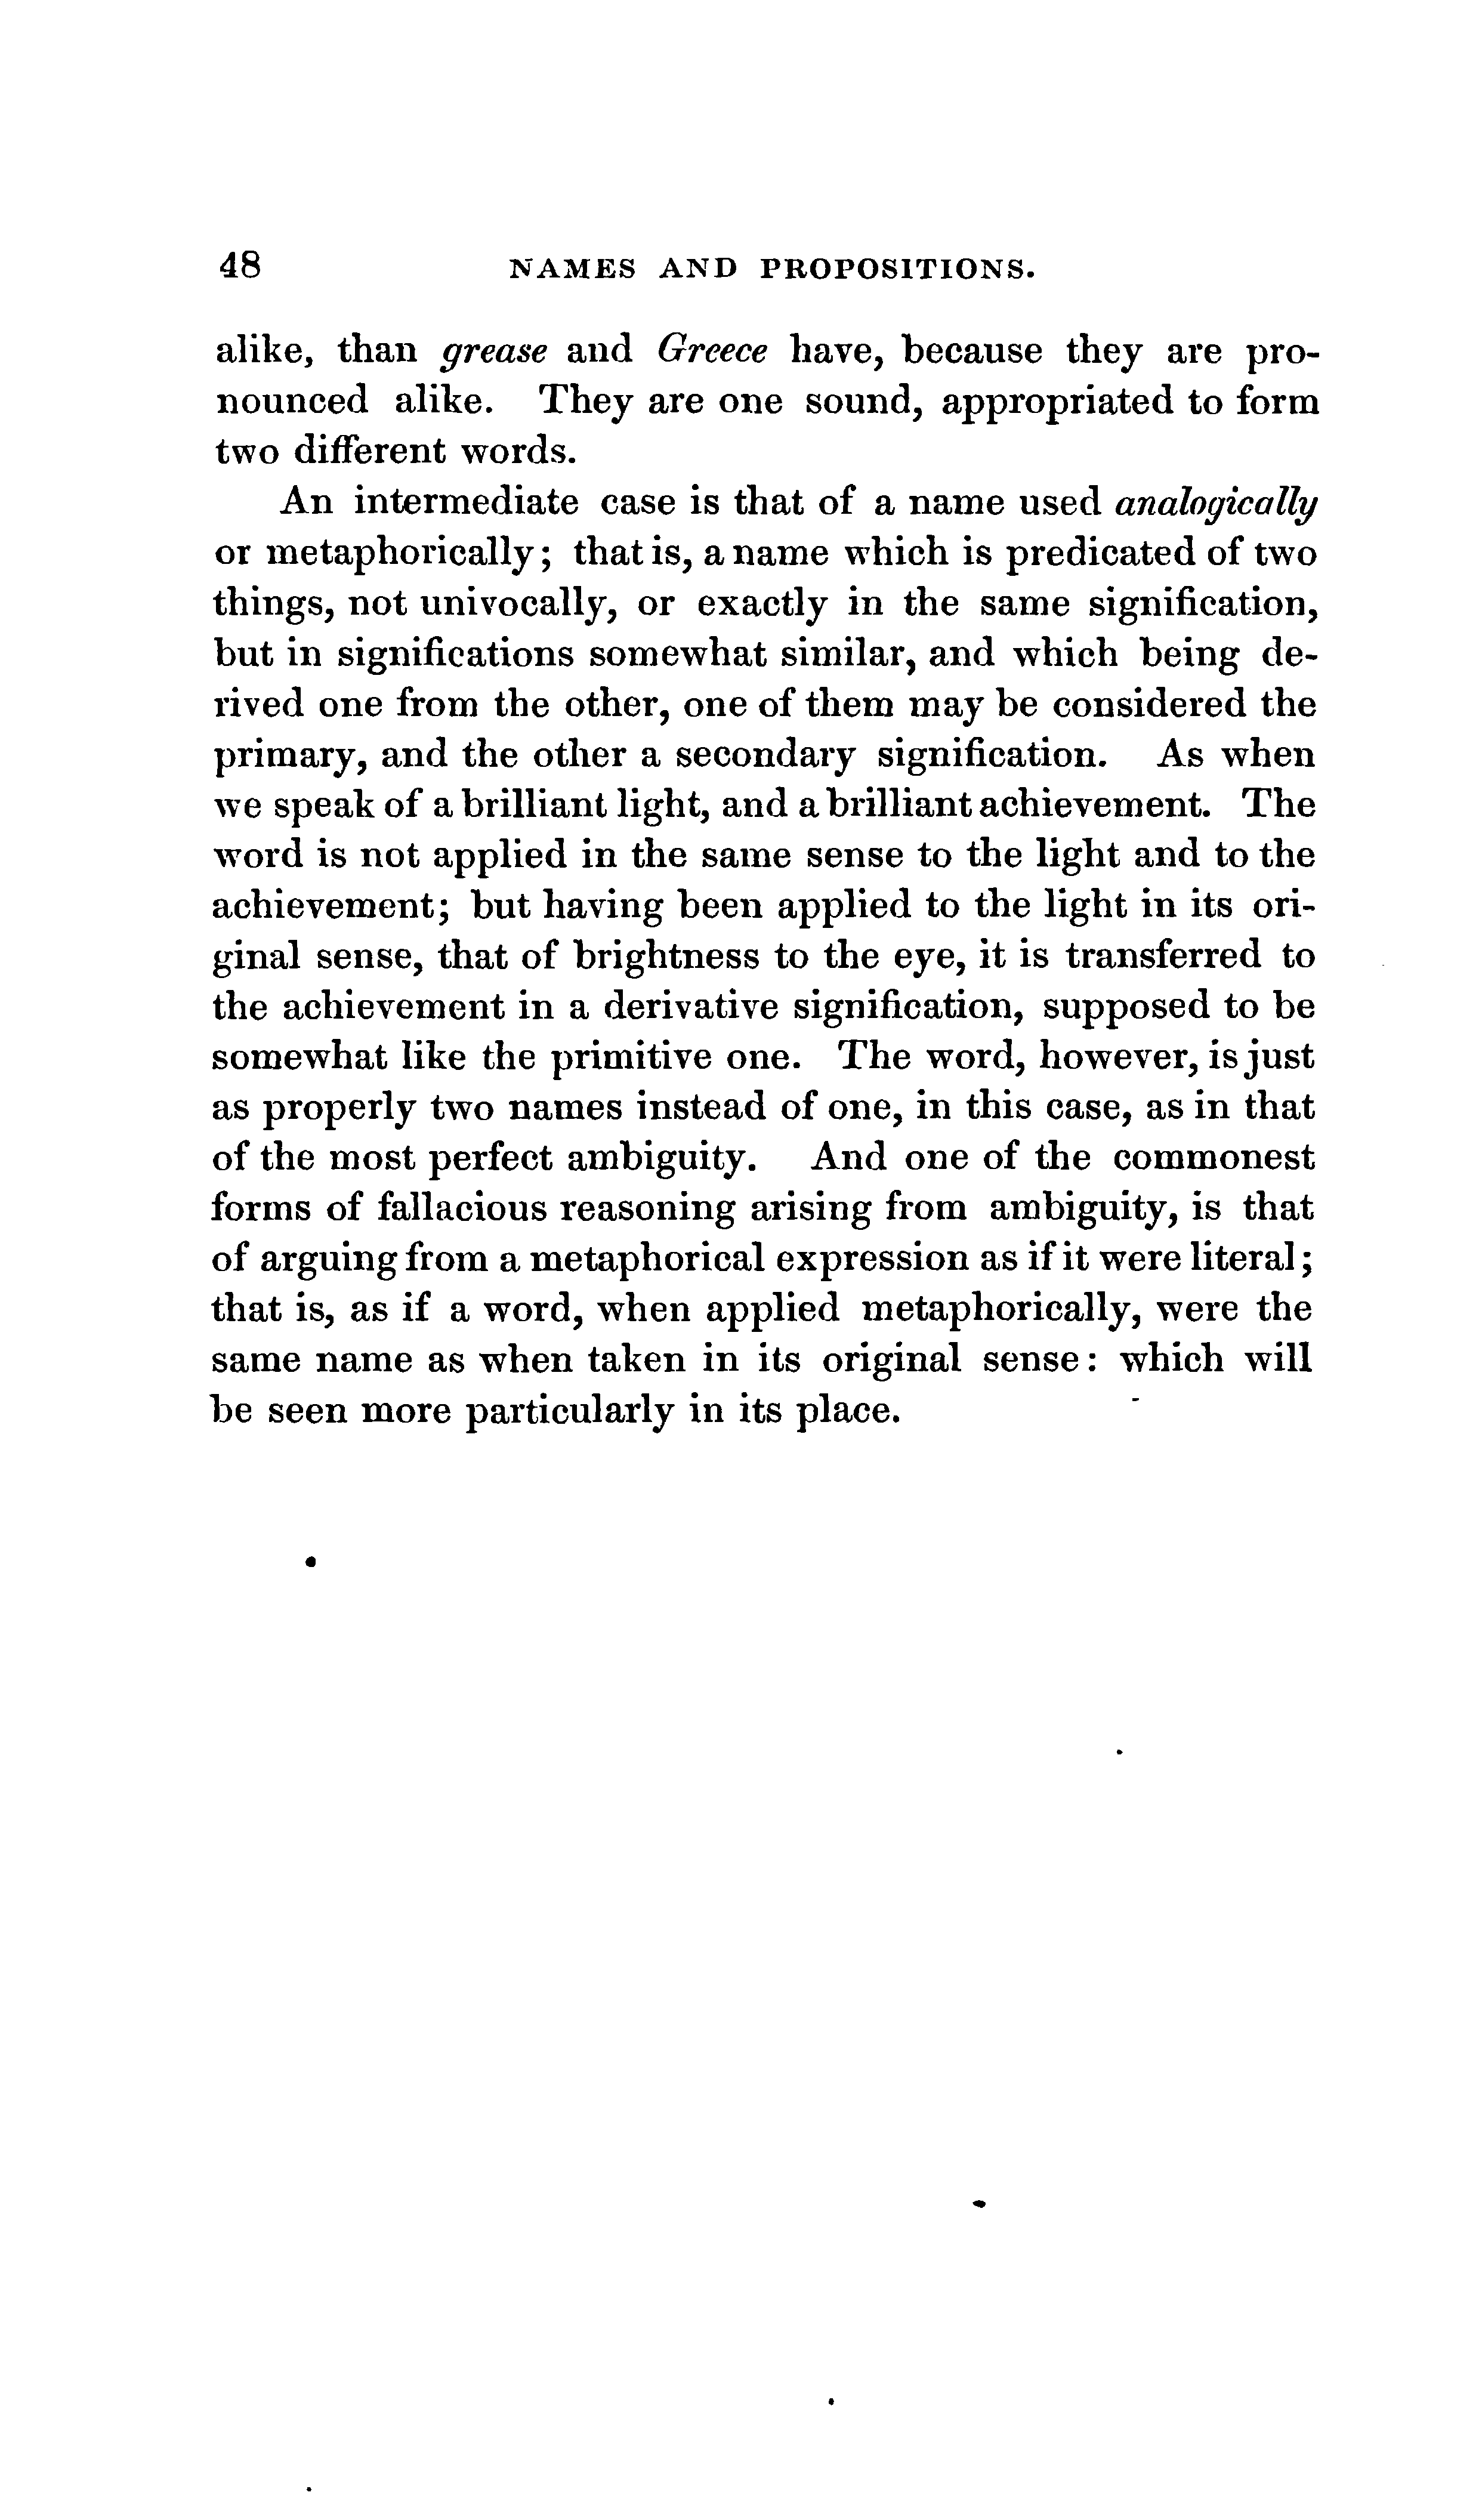 48 NAMES AND PROPOSITIONS.
alike, than grease and Greece have, because they are pro-
nounced alike. They are one sound, appropriated to form
two different words.
An intermediate case is that of a name used analogically
or metaphorically; that is, a name which is predicated of two
things, not univocally, or exactly in the same signification,
but in significations somewhat similar, and which being de-
rived one from the other, one of them may be considered the
primary, and the other a secondary signification. As when
we speak of a brilliant light, and a brilliant achievement. The
word is not applied in the same sense to the light and to the
achievement; but having been applied to the light in its ori-
ginal sense, that of brightness to the eye, it is transferred to
the achievement in a derivative signification, supposed to be
somewhat like the primitive one. The word, however, is just
as properly two names instead of one, in this case, as in that
of the most perfect ambiguity. And one of the commonest
forms of fallacious reasoning arising from ambiguity, is that
of arguing from a metaphorical expression as if it were literal;
that is, as if a word, when applied metaphorically, were the
same name as when taken in its original sense: which will
be seen more particularly in its place.